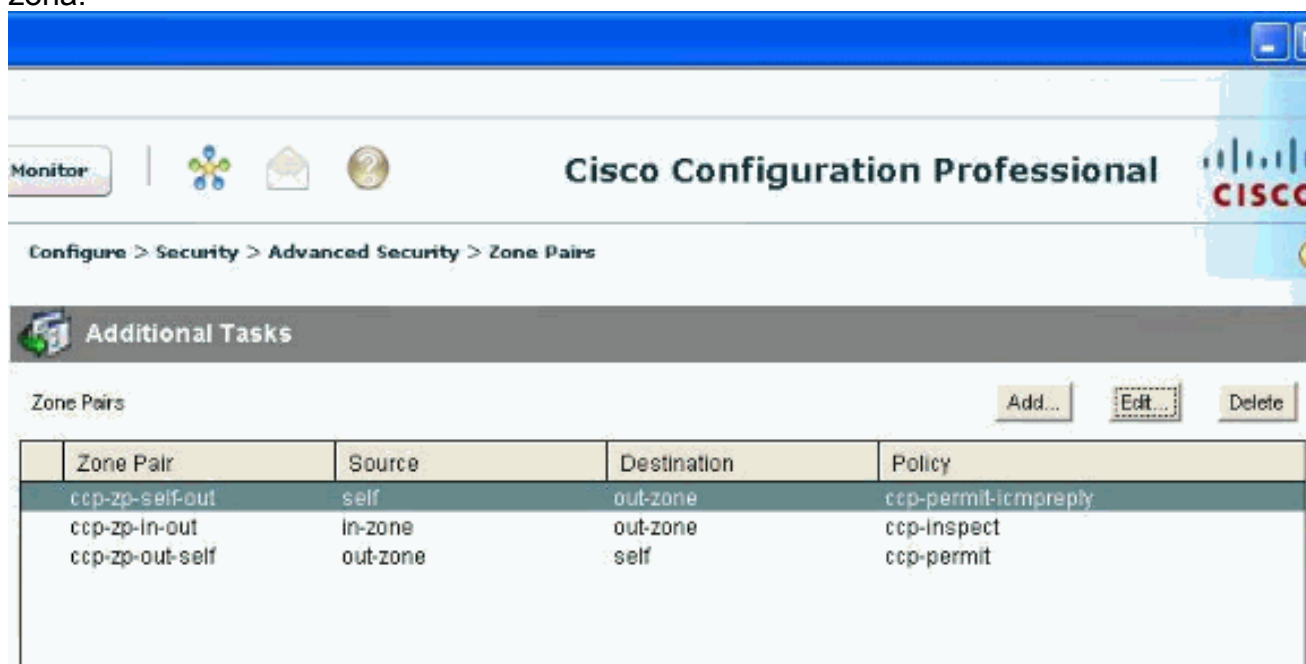 zona.
Monitor
Cisco Configuration Professional
CISCO
Configure > Security > Advanced Security > Zone Pairs
Additional Tasks
Zone Pairs
Add... Edit... Delete
Zone Pair Source Destination Policy
ccp-zp-self-out self out-zone ccp-permit-icmpreply
ccp-zp-in-out in-zone out-zone ccp-inspect
ccp-zp-out-self out-zone self ccp-permit